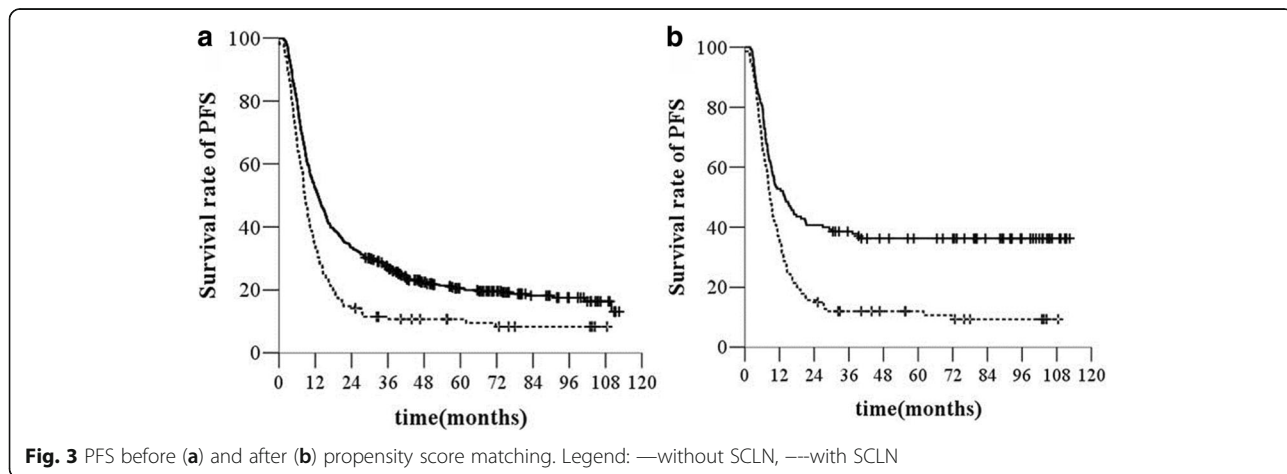 a
b
100
80
60
40
20
0
Survival rate of PFS
0 12 24 36 48 60 72 84 96 108 120
time(months)
100
80
60
40
20
0
Survival rate of PFS
0 12 24 36 48 60 72 84 96 108 120
time(months)
Fig. 3 PFS before (a) and after (b) propensity score matching. Legend: —without SCLN, –--with SCLN